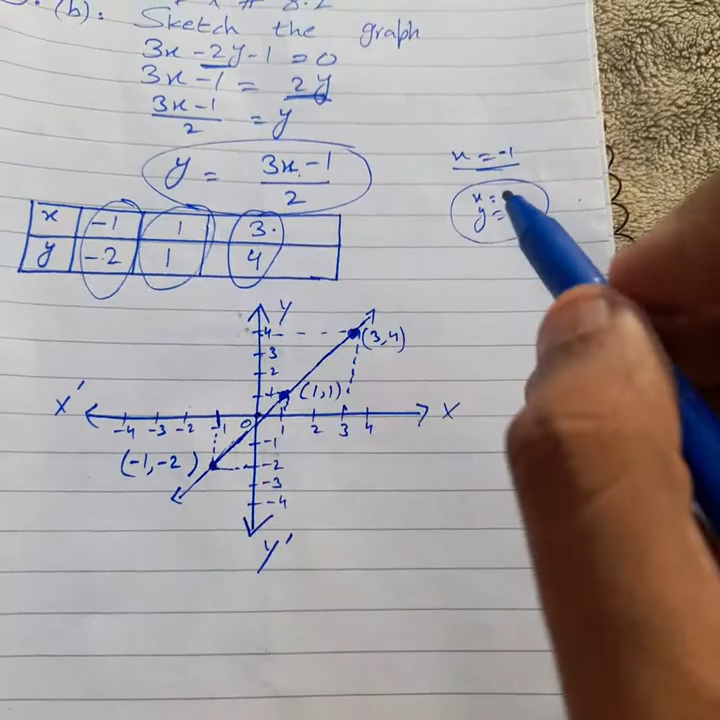 (b): Sketch the graph
3x - 2y - 1 = 0
3x - 1 = 2y
3x - 1 / 2 = y
y = 3x - 1 / 2
x = -1
x =
y =
x -1 1 3
y -2 1 4
Y
4
(3,4)
3
2
1 (1,1)
X' X
-4 -3 -2 -1 0 1 2 3 4
-1
(-1,-2) -2
-3
-4
Y'